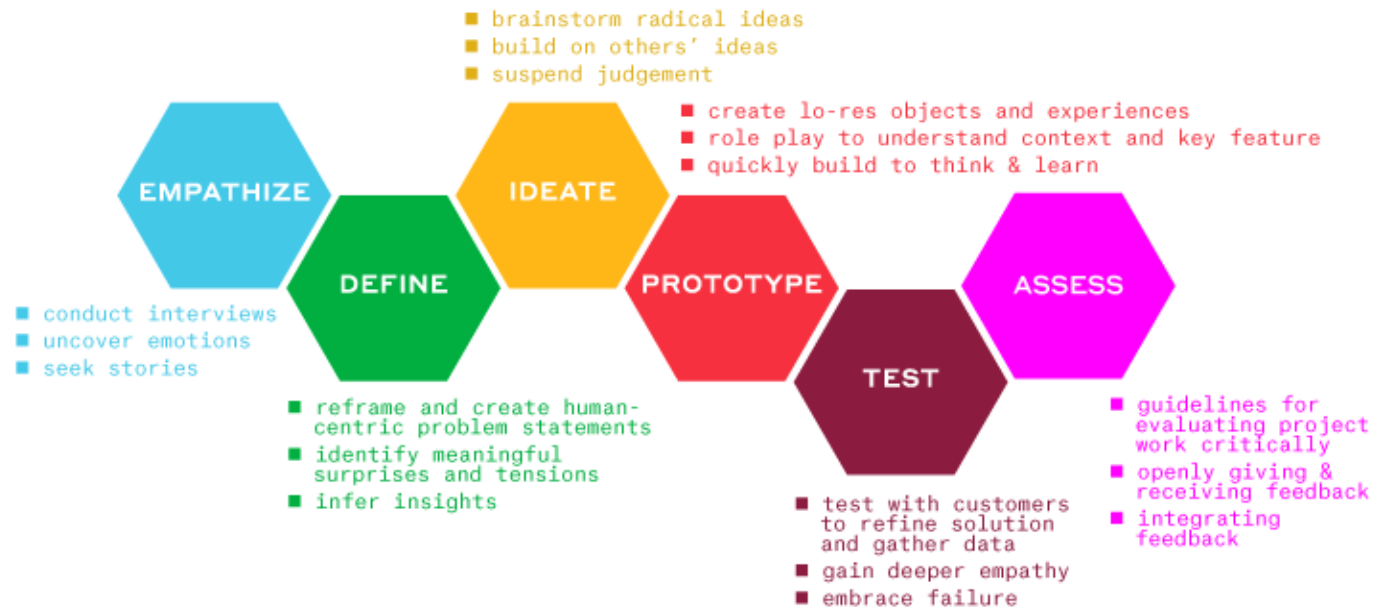 ■ brainstorm radical ideas
■ build on others' ideas
■ suspend judgement
■ create lo-res objects and experiences
■ role play to understand context and key feature
■ quickly build to think & learn
EMPATHIZE
IDEATE
DEFINE
PROTOTYPE
ASSESS
TEST
■ conduct interviews
■ uncover emotions
■ seek stories
■ reframe and create human-
centric problem statements
■ identify meaningful
surprises and tensions
■ infer insights
■ test with customers
to refine solution
and gather data
■ gain deeper empathy
■ embrace failure
■ guidelines for
evaluating project
work critically
■ openly giving &
receiving feedback
■ integrating
feedback